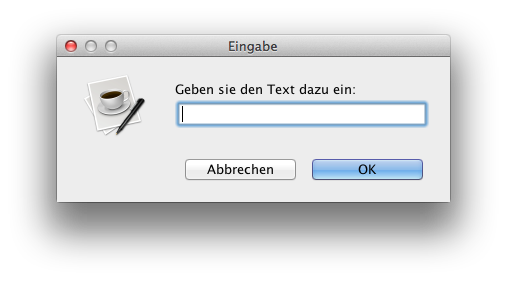 Eingabe
Geben sie den Text dazu ein:
Abbrechen
OK